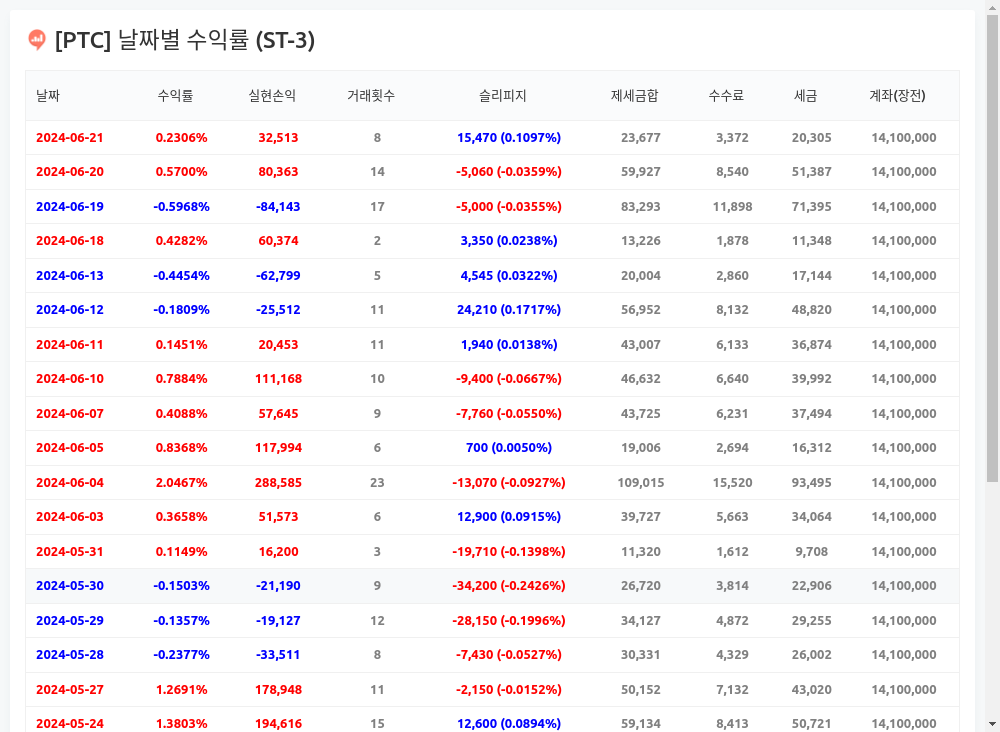 [PTC] 날짜별 수익률 (ST-3)
날짜 수익률 실현손익 거래횟수 슬리피지 제세금합 수수료 세금 계좌(장전)
2024-06-21 0.2306% 32,513 8 15,470 (0.1097%) 23,677 3,372 20,305 14,100,000
2024-06-20 0.5700% 80,363 14 -5,060 (-0.0359%) 59,927 8,540 51,387 14,100,000
2024-06-19 -0.5968% -84,143 17 -5,000 (-0.0355%) 83,293 11,898 71,395 14,100,000
2024-06-18 0.4282% 60,374 2 3,350 (0.0238%) 13,226 1,878 11,348 14,100,000
2024-06-13 -0.4454% -62,799 5 4,545 (0.0322%) 20,004 2,860 17,144 14,100,000
2024-06-12 -0.1809% -25,512 11 24,210 (0.1717%) 56,952 8,132 48,820 14,100,000
2024-06-11 0.1451% 20,453 11 1,940 (0.0138%) 43,007 6,133 36,874 14,100,000
2024-06-10 0.7884% 111,168 10 -9,400 (-0.0667%) 46,632 6,640 39,992 14,100,000
2024-06-07 0.4088% 57,645 9 -7,760 (-0.0550%) 43,725 6,231 37,494 14,100,000
2024-06-05 0.8368% 117,994 6 700 (0.0050%) 19,006 2,694 16,312 14,100,000
2024-06-04 2.0467% 288,585 23 -13,070 (-0.0927%) 109,015 15,520 93,495 14,100,000
2024-06-03 0.3658% 51,573 6 12,900 (0.0915%) 39,727 5,663 34,064 14,100,000
2024-05-31 0.1149% 16,200 3 -19,710 (-0.1398%) 11,320 1,612 9,708 14,100,000
2024-05-30 -0.1503% -21,190 9 -34,200 (-0.2426%) 26,720 3,814 22,906 14,100,000
2024-05-29 -0.1357% -19,127 12 -28,150 (-0.1996%) 34,127 4,872 29,255 14,100,000
2024-05-28 -0.2377% -33,511 8 -7,430 (-0.0527%) 30,331 4,329 26,002 14,100,000
2024-05-27 1.2691% 178,948 11 -2,150 (-0.0152%) 50,152 7,132 43,020 14,100,000
2024-05-24 1.3803% 194,616 15 12,600 (0.0894%) 59,134 8,413 50,721 14,100,000